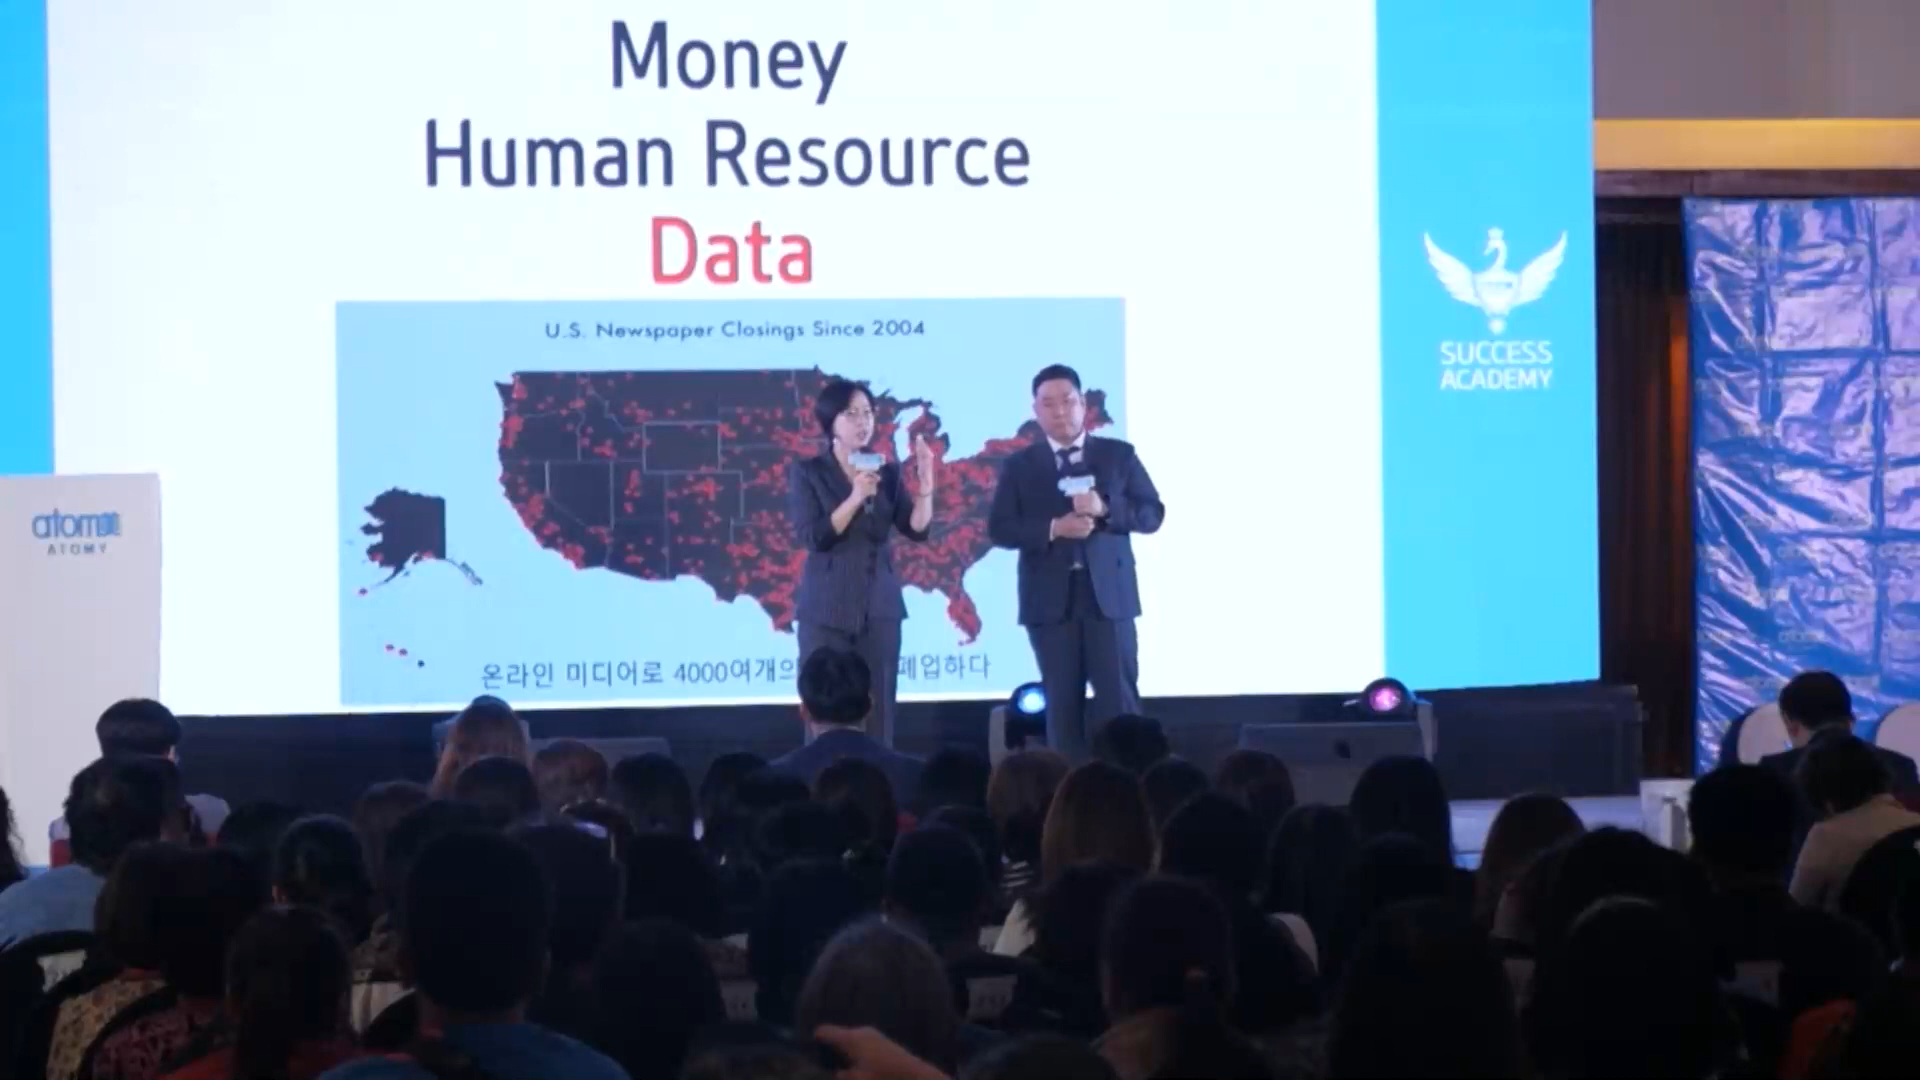 Money
Human Resource
Data
U.S. Newspaper Closings Since 2004
온라인 미디어로 4000여개의
폐업하다
SUCCESS
ACADEMY
atomy
ATOMY